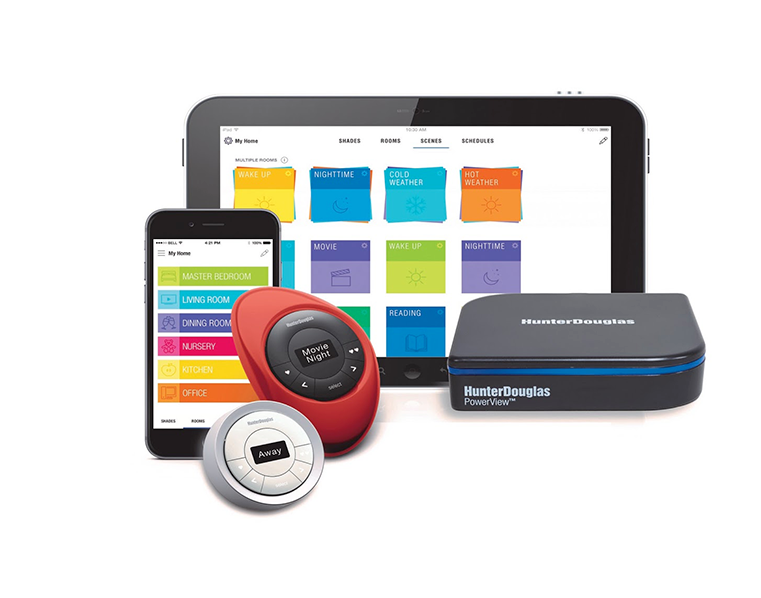 iPad
10:30 AM
100%
My Home
SHADES
ROOMS
SCENES
SCHEDULES
MULTIPLE ROOMS
WAKE UP
NIGHTTIME
COLD
WEATHER
HOT
WEATHER
MOVIE
WAKE UP
NIGHTTIME
READING
BELL
4:21 PM
100%
My Home
MASTER BEDROOM
LIVING ROOM
DINING ROOM
NURSERY
KITCHEN
OFFICE
SHADES
ROOMS
HunterDouglas
Movie
Night
select
HunterDouglas
Away
HunterDouglas
HunterDouglas
PowerView™